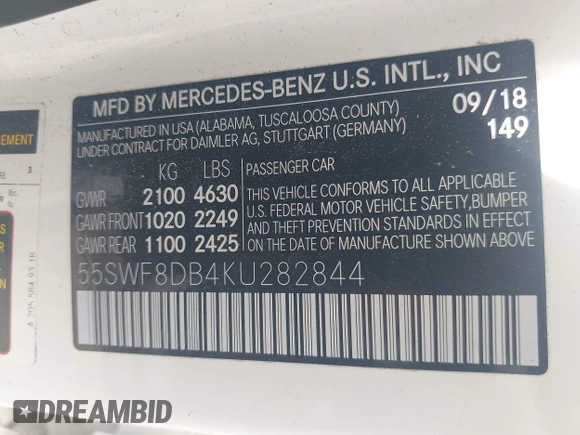 MFD BY MERCEDES-BENZ U.S. INTL., INC
MANUFACTURED IN USA (ALABAMA, TUSCALOOSA COUNTY)
UNDER CONTRACT FOR DAIMLER AG, STUTTGART (GERMANY)
09/18
149
KG LBS
GVWR 2100 4630
GAWR FRONT 1020 2249
GAWR REAR 1100 2425
PASSENGER CAR
THIS VEHICLE CONFORMS TO ALL APPLICABLE
U.S. FEDERAL MOTOR VEHICLE SAFETY,BUMPER
AND THEFT PREVENTION STANDARDS IN EFFECT
ON THE DATE OF MANUFACTURE SHOWN ABOVE.
55SWF8DB4KU282844
3
DREAMBID